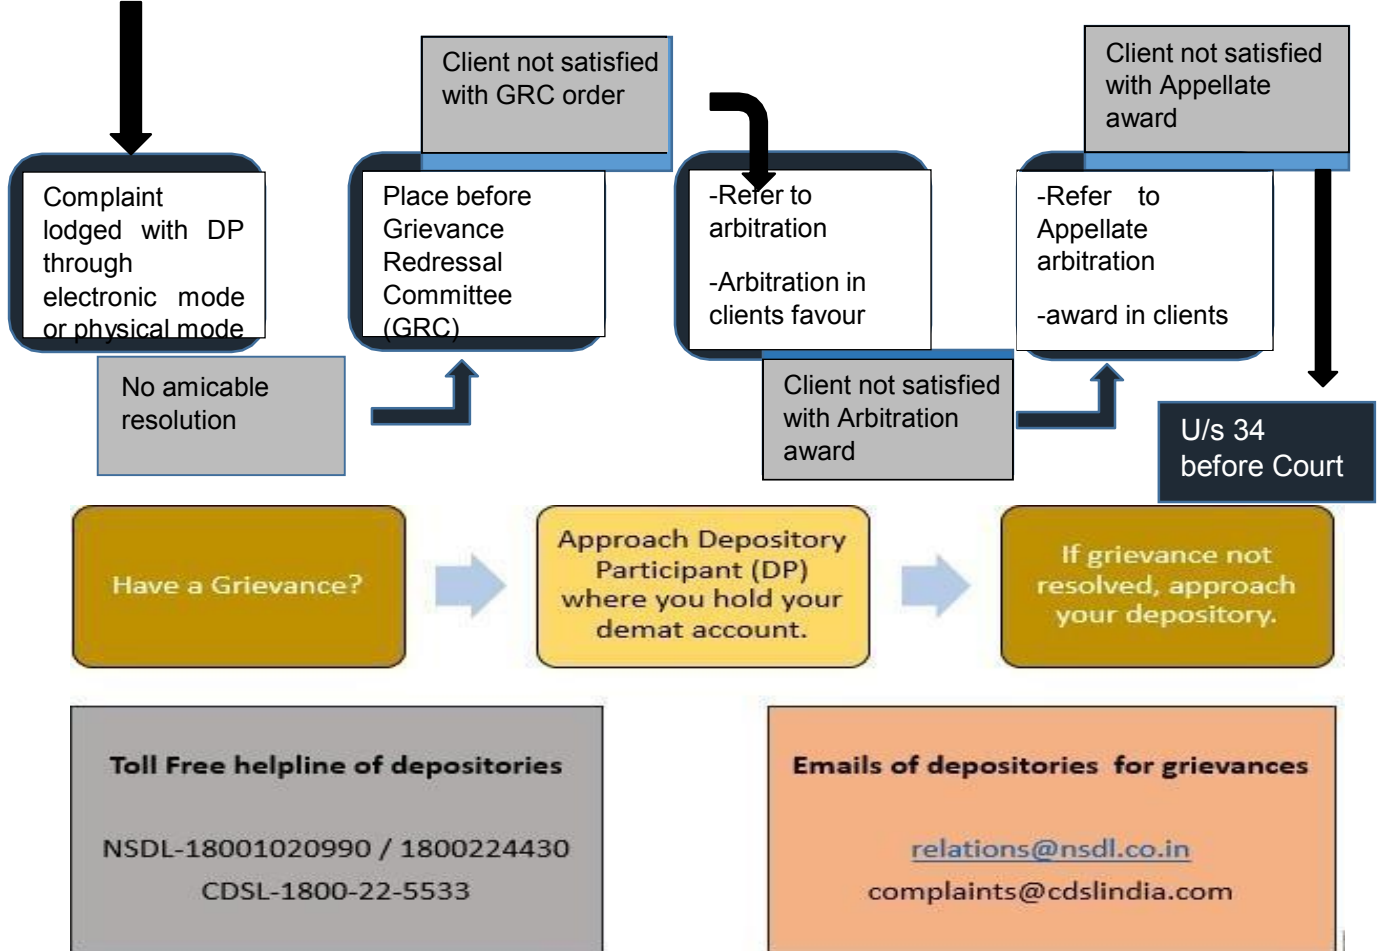 Complaint
lodged with DP
through
electronic mode
or physical mode
No amicable
resolution
Place before
Grievance
Redressal
Committee
(GRC)
Client not satisfied
with GRC order
-Refer to
arbitration
-Arbitration in
clients favour
Client not satisfied
with Arbitration
award
-Refer to
Appellate
arbitration
-award in clients
Client not satisfied
with Appellate
award
U/s 34
before Court
Have a Grievance?
Approach Depository
Participant (DP)
where you hold your
demat account.
If grievance not
resolved, approach
your depository.
Toll Free helpline of depositories
NSDL-18001020990 / 1800224430
CDSL-1800-22-5533
Emails of depositories for grievances
relations@nsdl.co.in
complaints@cdslindia.com